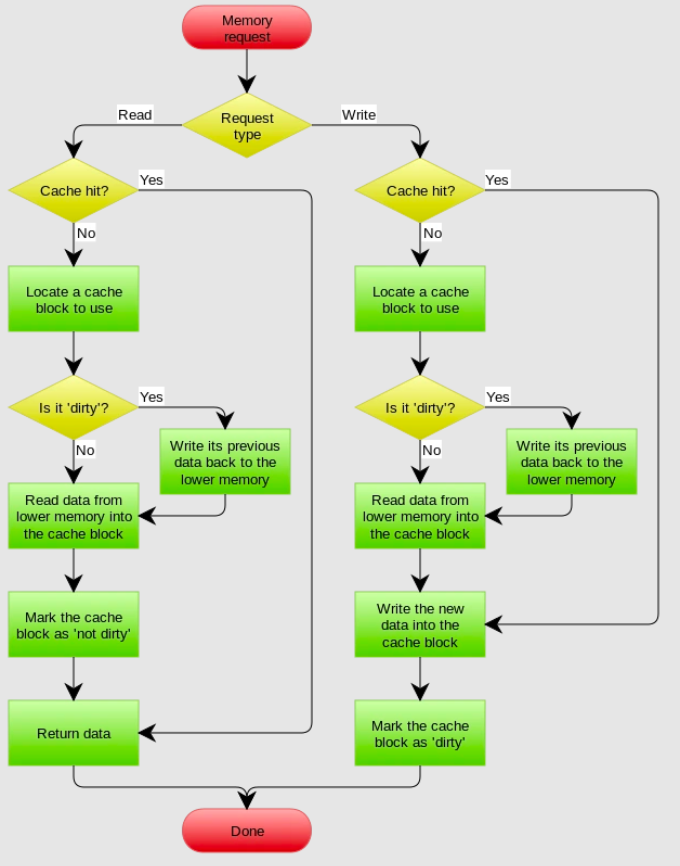 Memory
request
Read
Request
type
Write
Cache hit?
Yes
Cache hit?
Yes
No
No
Locate a cache
block to use
Locate a cache
block to use
Is it 'dirty'?
Yes
Is it 'dirty'?
Yes
No
Write its previous
data back to the
lower memory
No
Write its previous
data back to the
lower memory
Read data from
lower memory into
the cache block
Read data from
lower memory into
the cache block
Mark the cache
block as 'not dirty'
Write the new
data into the
cache block
Return data
Mark the cache
block as 'dirty'
Done